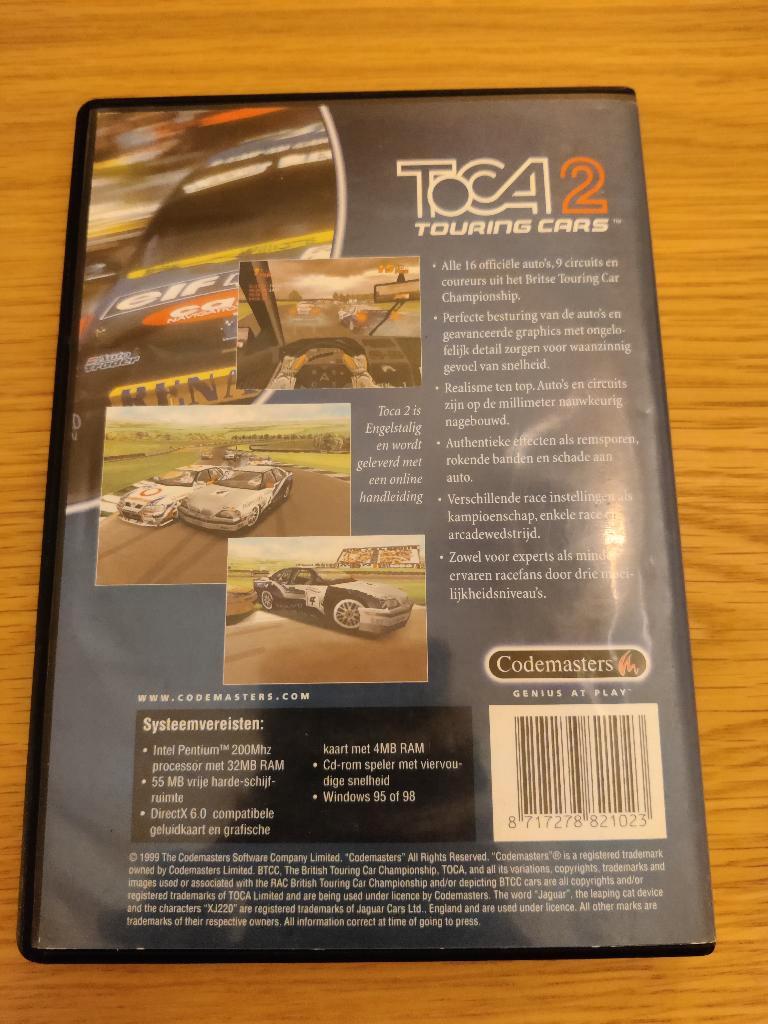 TOCA 2
TOURING CARS™
elf
NAVIGATION
Auto
Trader
RENA
• Alle 16 officiële auto's, 9 circuits en
coureurs uit het Britse Touring Car
Championship.
• Perfecte besturing van de auto's en
geavanceerde graphics met ongelo-
felijk detail zorgen voor waanzinnig
gevoel van snelheid.
• Realisme ten top. Auto's en circuits
zijn op de millimeter nauwkeurig
nagebouwd.
• Authentieke effecten als remsporen,
rokende banden en schade aan
auto.
• Verschillende race instellingen als
kampioenschap, enkele race
arcadewedstrijd.
• Zowel voor experts als minder
ervaren racefans door drie moei-
lijkheidsniveau's.
Toca 2 is
Engelstalig
en wordt
geleverd met
een online
handleiding
Codemasters
GENIUS AT PLAY™
WWW.CODEMASTERS.COM
Systeemvereisten:
• Intel Pentium™ 200Mhz
processor met 32MB RAM
• 55 MB vrije harde-schijf-
ruimte
• DirectX 6.0 compatibele
geluidkaart en grafische
kaart met 4MB RAM
• Cd-rom speler met viervou-
dige snelheid
• Windows 95 of 98
8 717278 821023
© 1999 The Codemasters Software Company Limited. "Codemasters" All Rights Reserved. "Codemasters"® is a registered trademark
owned by Codemasters Limited. BTCC, The British Touring Car Championship, TOCA, and all its variations, copyrights, trademarks and
images used or associated with the RAC British Touring Car Championship and/or depicting BTCC cars are all copyrights and/or
registered trademarks of TOCA Limited and are being used under licence by Codemasters. The word "Jaguar", the leaping cat device
and the characters "XJ220" are registered trademarks of Jaguar Cars Ltd., England and are used under licence. All other marks are
trademarks of their respective owners. All information correct at time of going to press.